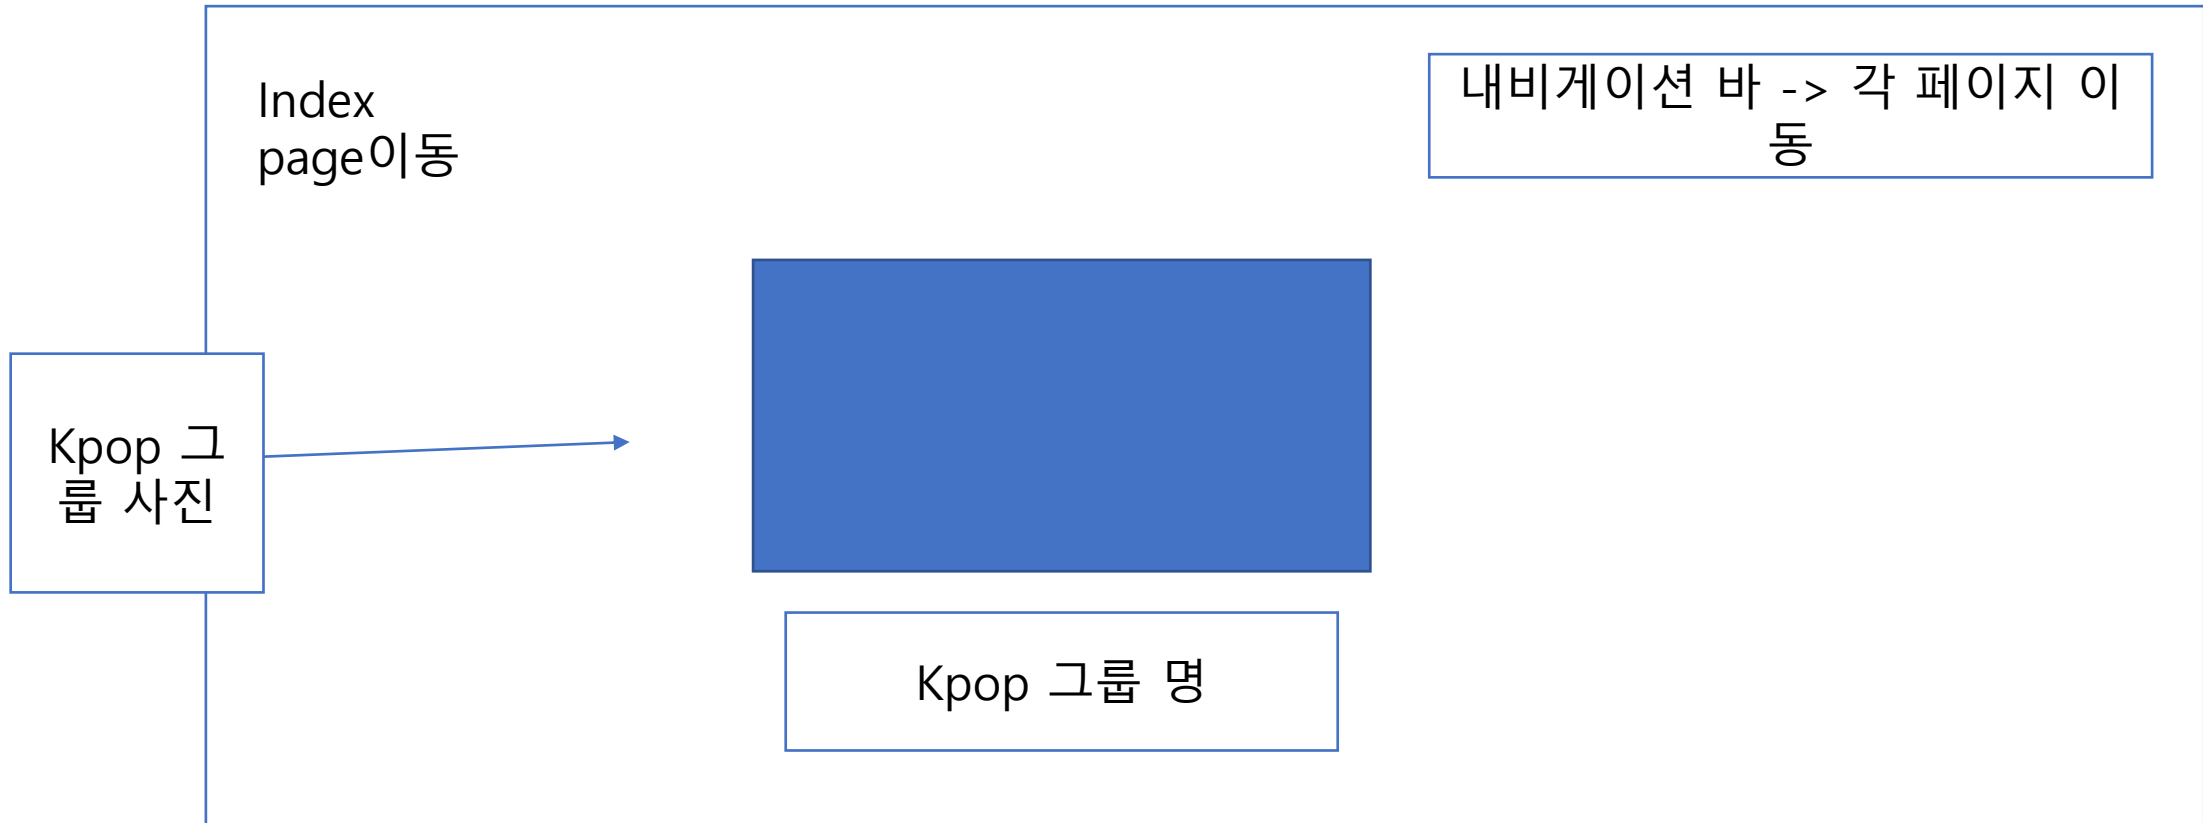 Index
page이동
내비게이션 바 -> 각 페이지 이
동
Kpop 그
룹 사진
Kpop 그룹 명